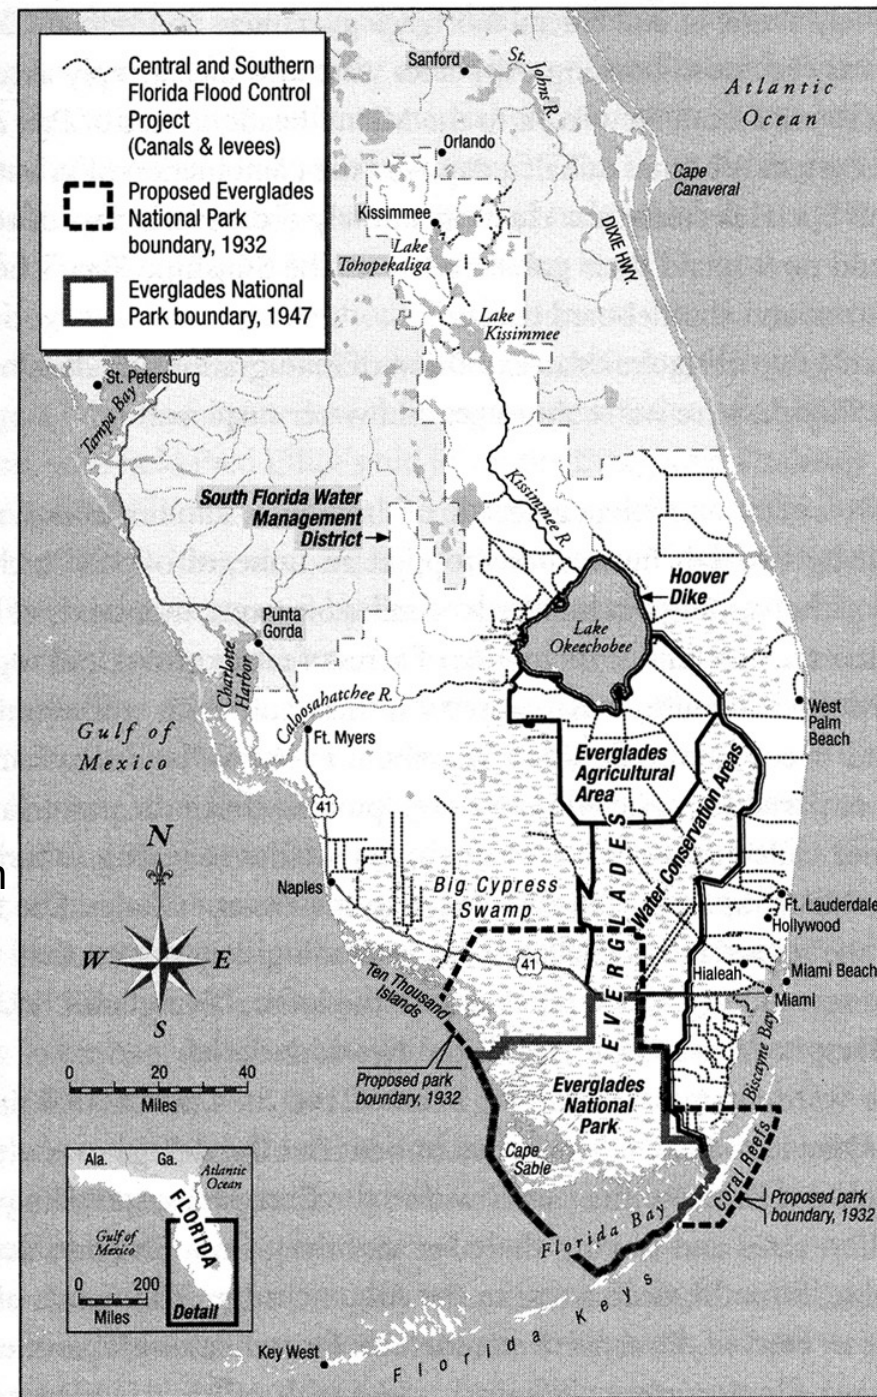 Central and Southern
Florida Flood Control
Project
(Canals & levees)
Proposed Everglades
National Park
boundary, 1932
Everglades National
Park boundary, 1947
Sanford
St. Johns R.
Atlantic
Ocean
Orlando
Cape
Canaveral
Kissimmee
Lake
Tohopekaliga
DIXIE HWY.
Lake
Kissimmee
St. Petersburg
Tampa Bay
Kissimmee R.
South Florida Water
Management
District
Hoover
Dike
Lake
Okeechobee
Punta
Gorda
Charlotte
Harbor
Caloosahatchee R.
Ft. Myers
West
Palm
Beach
Gulf of
Mexico
Everglades
Agricultural
Area
Water Conservation Areas
41
N
W E
S
n
Naples
Big Cypress
Swamp
EVERGLADES
Ft. Lauderdale
Hollywood
41
Hialeah
Miami Beach
Miami
Ten Thousand
Islands
Biscayne Bay
0 20 40
Miles
Proposed park
boundary, 1932
Everglades
National
Park
Cape
Sable
Coral Reefs
Proposed park
boundary, 1932
Florida Bay
Ala. Ga.
Atlantic
Ocean
FLORIDA
Gulf of
Mexico
0 200
Miles
Detail
Key West
Florida Keys